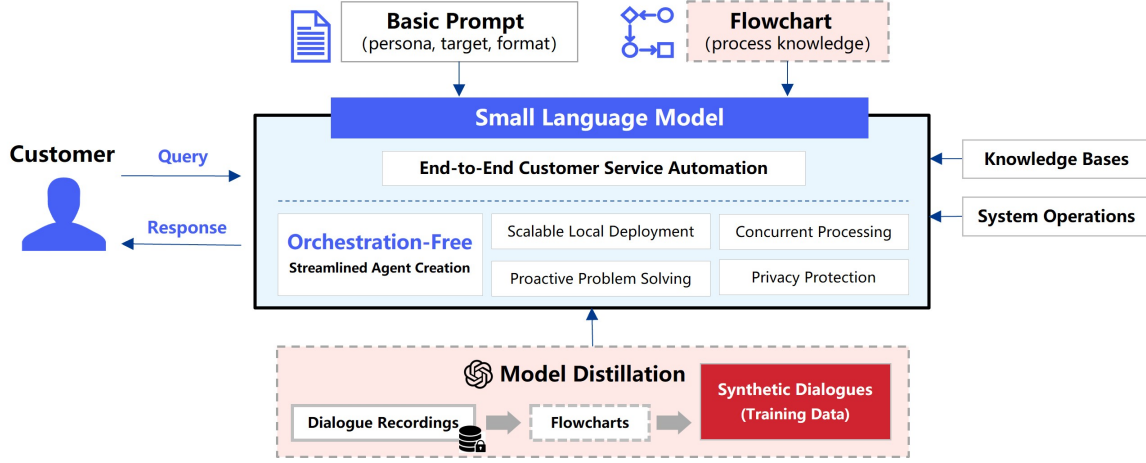 Basic Prompt
(persona, target, format)
Flowchart
(process knowledge)
Small Language Model
Customer
Query
Response
End-to-End Customer Service Automation
Orchestration-Free
Streamlined Agent Creation
Scalable Local Deployment
Concurrent Processing
Proactive Problem Solving
Privacy Protection
Knowledge Bases
System Operations
Model Distillation
Dialogue Recordings
Flowcharts
Synthetic Dialogues
(Training Data)